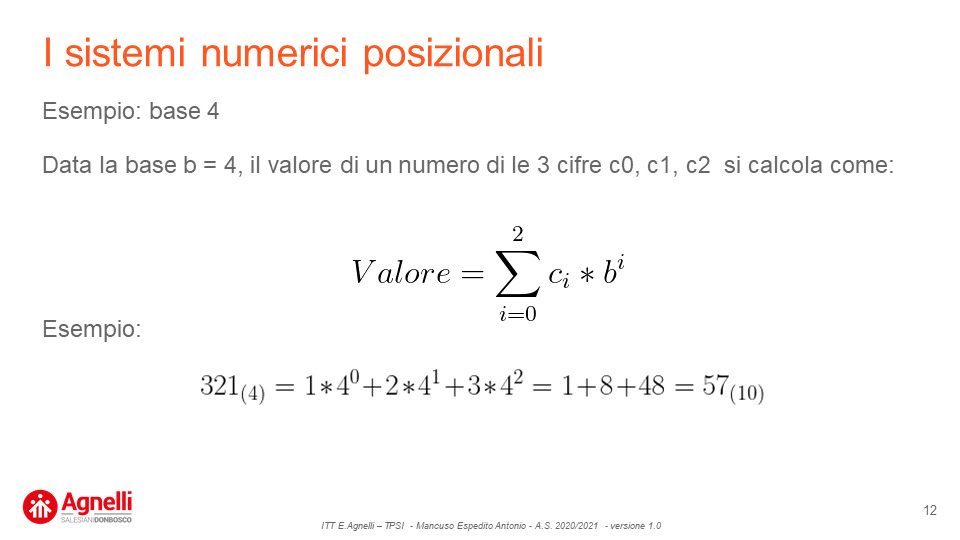 I sistemi numerici posizionali
Esempio: base 4
Data la base b = 4, il valore di un numero di le 3 cifre c0, c1, c2 si calcola come:
Valore = \sum_{i=0}^{2} c_i * b^i
Esempio:
321_{(4)} = 1*4^0+2*4^1+3*4^2 = 1+8+48 = 57_{(10)}
Agnelli
SALESIANI DONBOSCO
12
ITT E.Agnelli – TPSI - Mancuso Espedito Antonio - A.S. 2020/2021 - versione 1.0